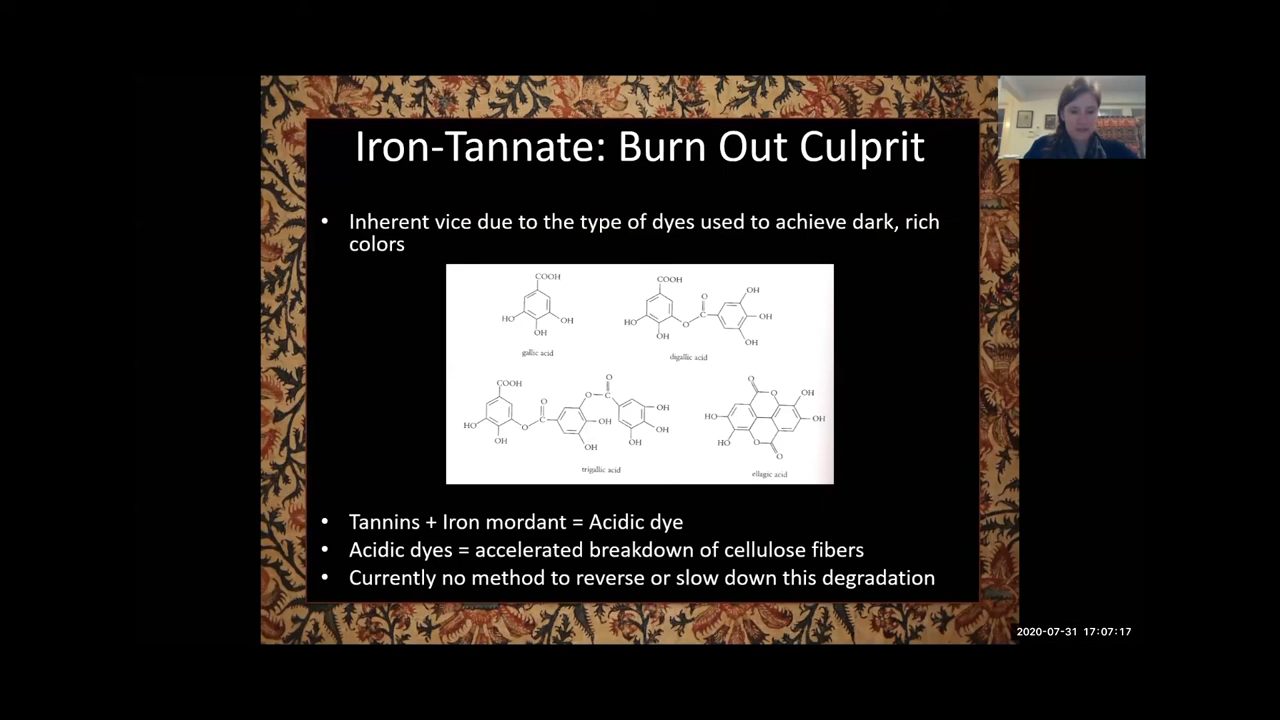 Iron-Tannate: Burn Out Culprit
• Inherent vice due to the type of dyes used to achieve dark, rich
colors
COOH
HO
OH
OH
gallic acid
COOH
HO
OH
O
C
O
OH
OH
OH
digallic acid
COOH
HO
OH
O
O
C
O
C
O
OH
OH
OH
OH
OH
trigallic acid
O
O
OH
HO
OH
HO
O
O
ellagic acid
• Tannins + Iron mordant = Acidic dye
• Acidic dyes = accelerated breakdown of cellulose fibers
• Currently no method to reverse or slow down this degradation
2020-07-31 17:07:17